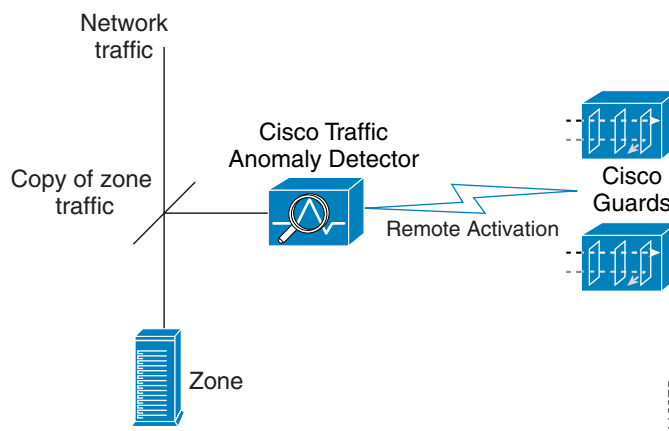 Network
traffic
Cisco Traffic
Anomaly Detector
Copy of zone
traffic
Cisco
Guards
Remote Activation
Zone